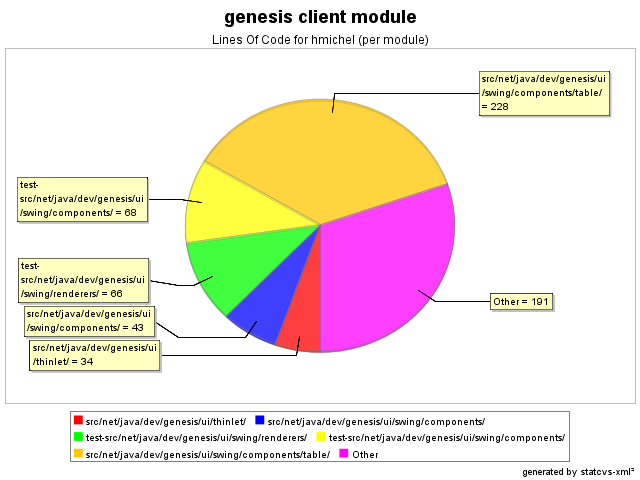 genesis client module
Lines Of Code for hmichel (per module)
src/net/java/dev/genesis/ui
/swing/components/table/
= 228
test-
src/net/java/dev/genesis/ui
/swing/components/ = 68
test-
src/net/java/dev/genesis/ui
/swing/renderers/ = 66
src/net/java/dev/genesis/ui
/swing/components/ = 43
src/net/java/dev/genesis/ui
/thinlet/ = 34
Other = 191
src/net/java/dev/genesis/ui/thinlet/ src/net/java/dev/genesis/ui/swing/components/
test-src/net/java/dev/genesis/ui/swing/renderers/ test-src/net/java/dev/genesis/ui/swing/components/
src/net/java/dev/genesis/ui/swing/components/table/ Other
generated by statcvs-xml²